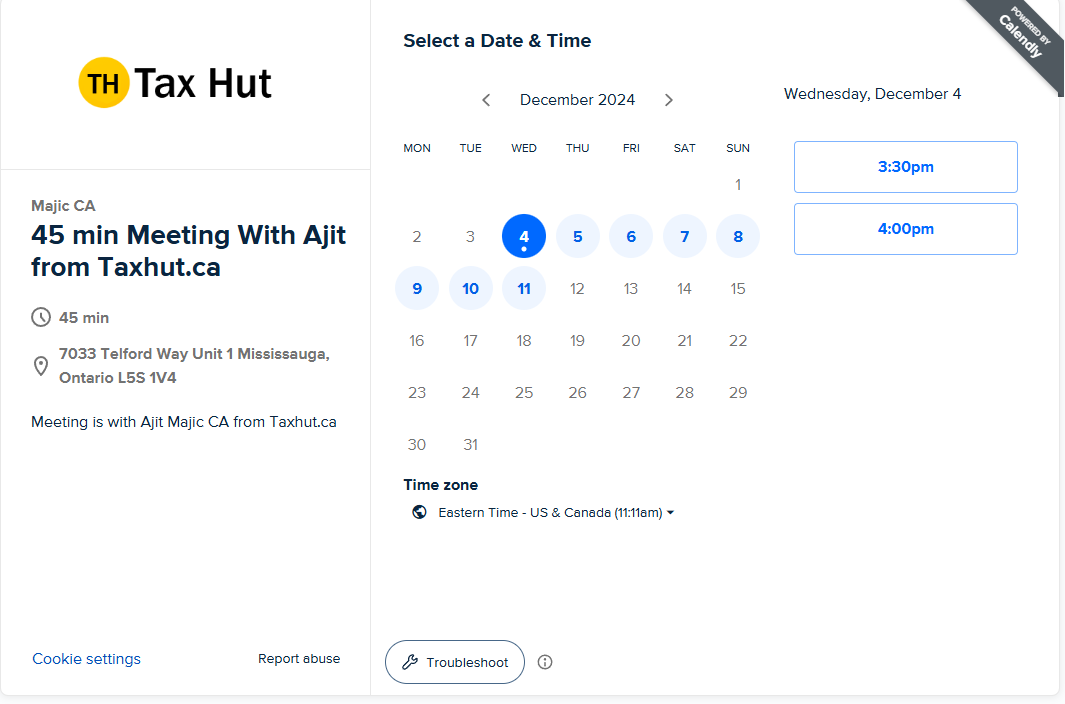 TH Tax Hut
Majic CA
45 min Meeting With Ajit
from Taxhut.ca
45 min
7033 Telford Way Unit 1 Mississauga,
Ontario L5S 1V4
Meeting is with Ajit Majic CA from Taxhut.ca
Cookie settings
Report abuse
Select a Date & Time
December 2024
MON TUE WED THU FRI SAT SUN
1
2 3 4 5 6 7 8
9 10 11 12 13 14 15
16 17 18 19 20 21 22
23 24 25 26 27 28 29
30 31
Time zone
Eastern Time - US & Canada (11:11am)
Troubleshoot
Wednesday, December 4
3:30pm
4:00pm
POWERED BY
Calendly